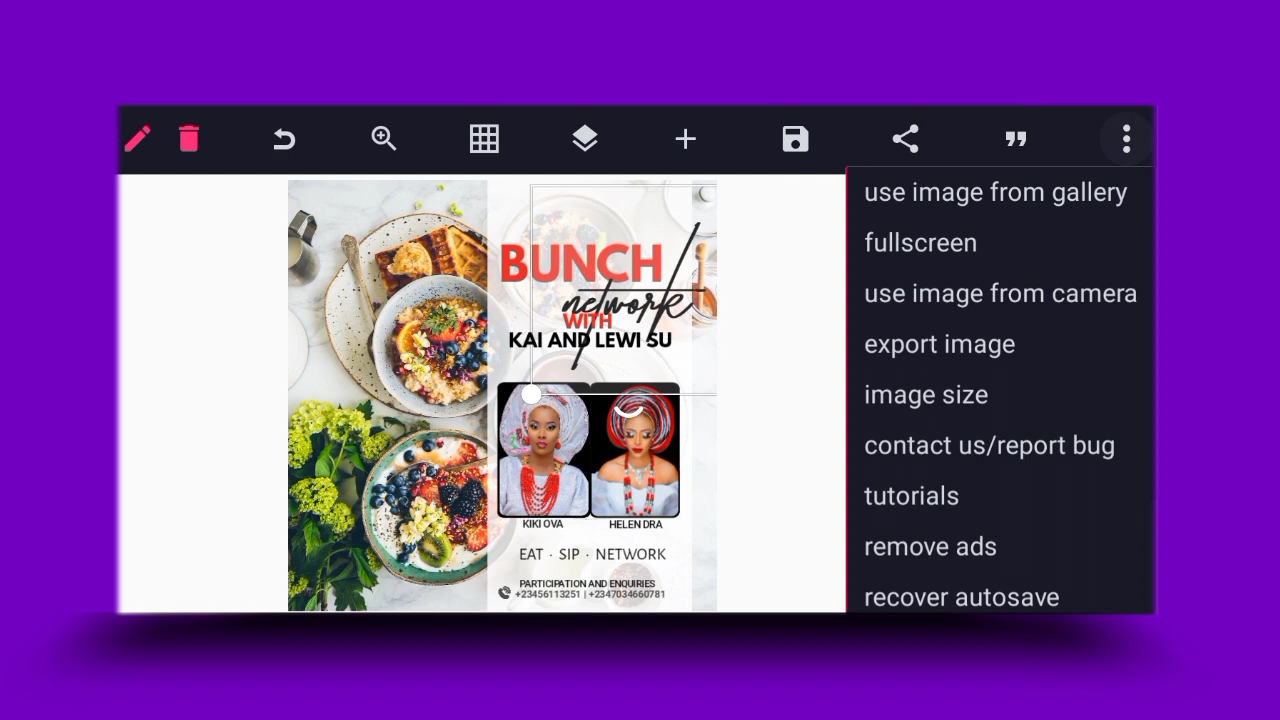 use image from gallery
fullscreen
use image from camera
export image
image size
contact us/report bug
tutorials
remove ads
recover autosave
BUNCH
network
WITH
KAI AND LEWI SU
KIKI OVA
HELEN DRA
EAT · SIP · NETWORK
PARTICIPATION AND ENQUIRIES
+23456113251 | +2347034660781